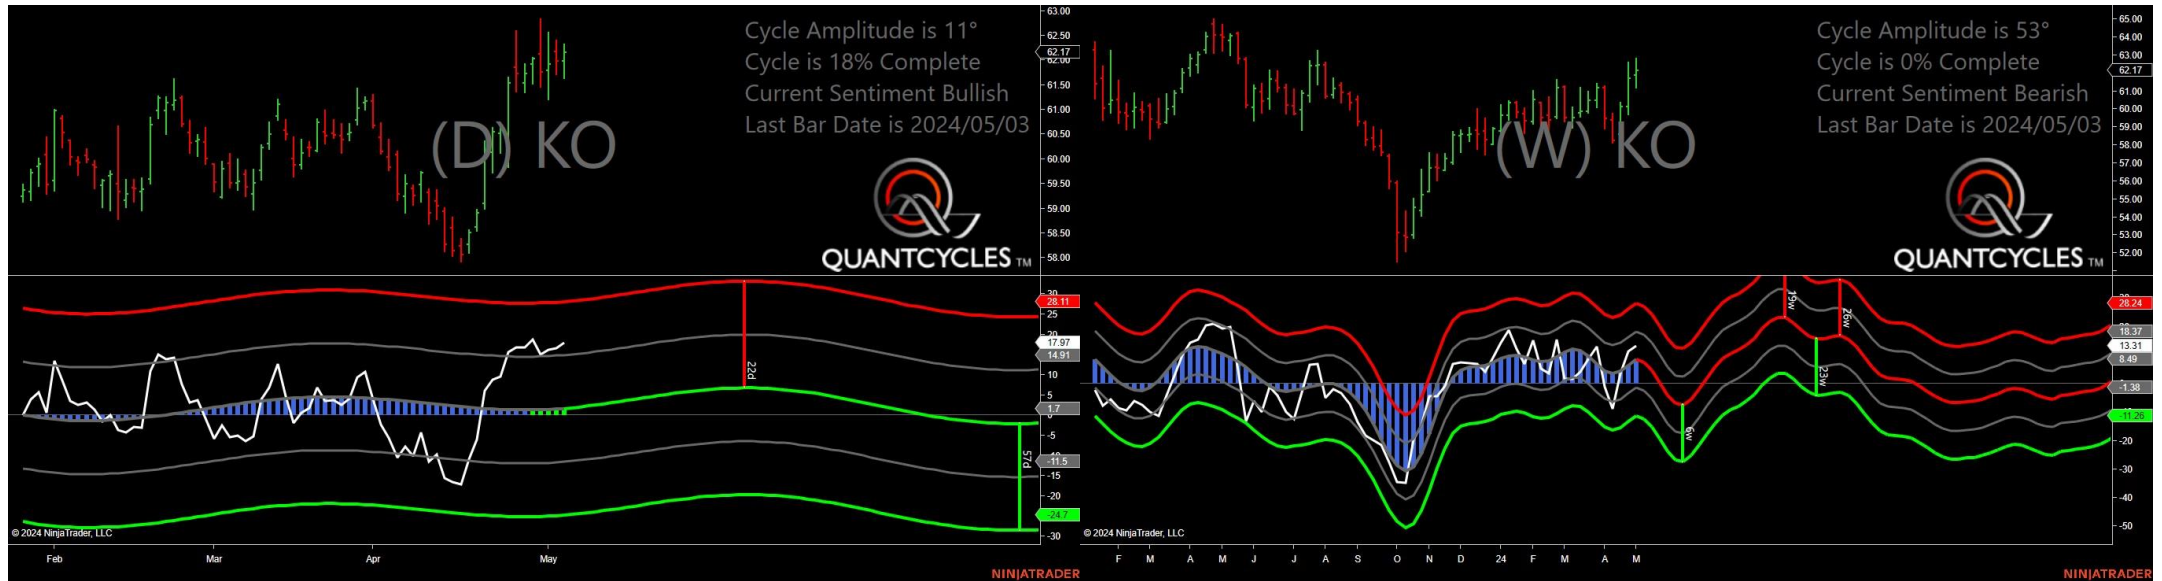 Cycle Amplitude is 11°
Cycle is 18% Complete
Current Sentiment Bullish
Last Bar Date is 2024/05/03
(D) KO
QUANTCYCLES TM
63.00
62.50
62.17
62.00
61.50
61.00
60.50
60.00
59.50
59.00
58.50
58.00
30
28.11
25
20
17.97
14.91
10
5
1.7
-5
-11.5
-15
-20
-24.7
-30
22d
57d
© 2024 NinjaTrader, LLC
Feb Mar Apr May
NINJATRADER
Cycle Amplitude is 53°
Cycle is 0% Complete
Current Sentiment Bearish
Last Bar Date is 2024/05/03
(W) KO
QUANTCYCLES TM
65.00
64.00
63.00
62.17
61.00
60.00
59.00
58.00
57.00
56.00
55.00
54.00
53.00
52.00
28.24
18.37
13.31
8.49
-1.38
-11.26
-20
-30
-40
-50
19w
26w
23w
6w
© 2024 NinjaTrader, LLC
F M A M J J A S O N D 24 F M A M
NINJATRADER